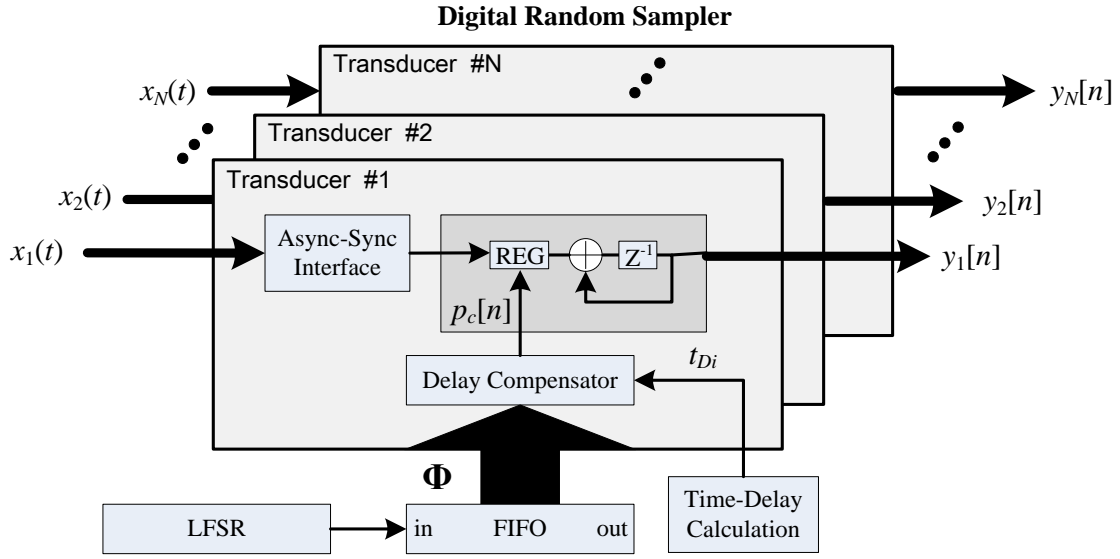 Digital Random Sampler
Transducer #N
x_N(t)
y_N[n]
Transducer #2
x_2(t)
y_2[n]
Transducer #1
x_1(t)
Async-Sync
Interface
REG
Z^-1
y_1[n]
p_c[n]
t_Di
Delay Compensator
Φ
LFSR
in FIFO out
Time-Delay
Calculation